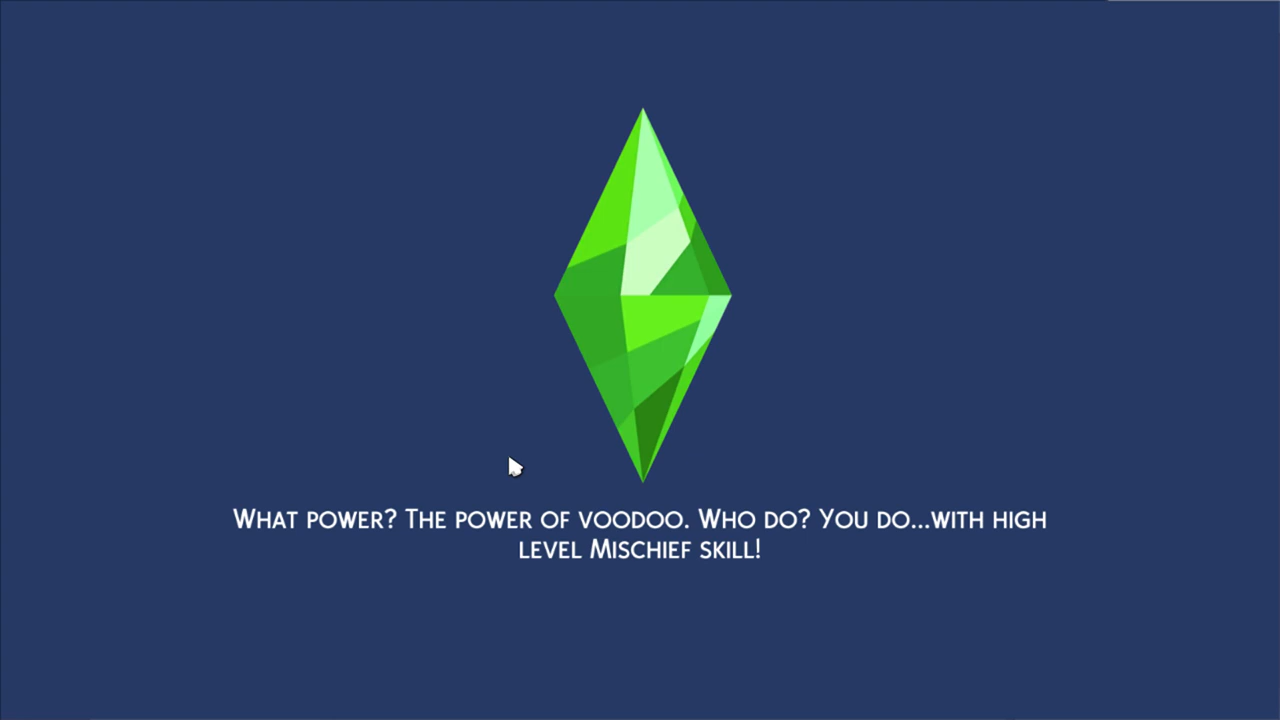 What power? The power of voodoo. Who do? You do...with high
level Mischief skill!